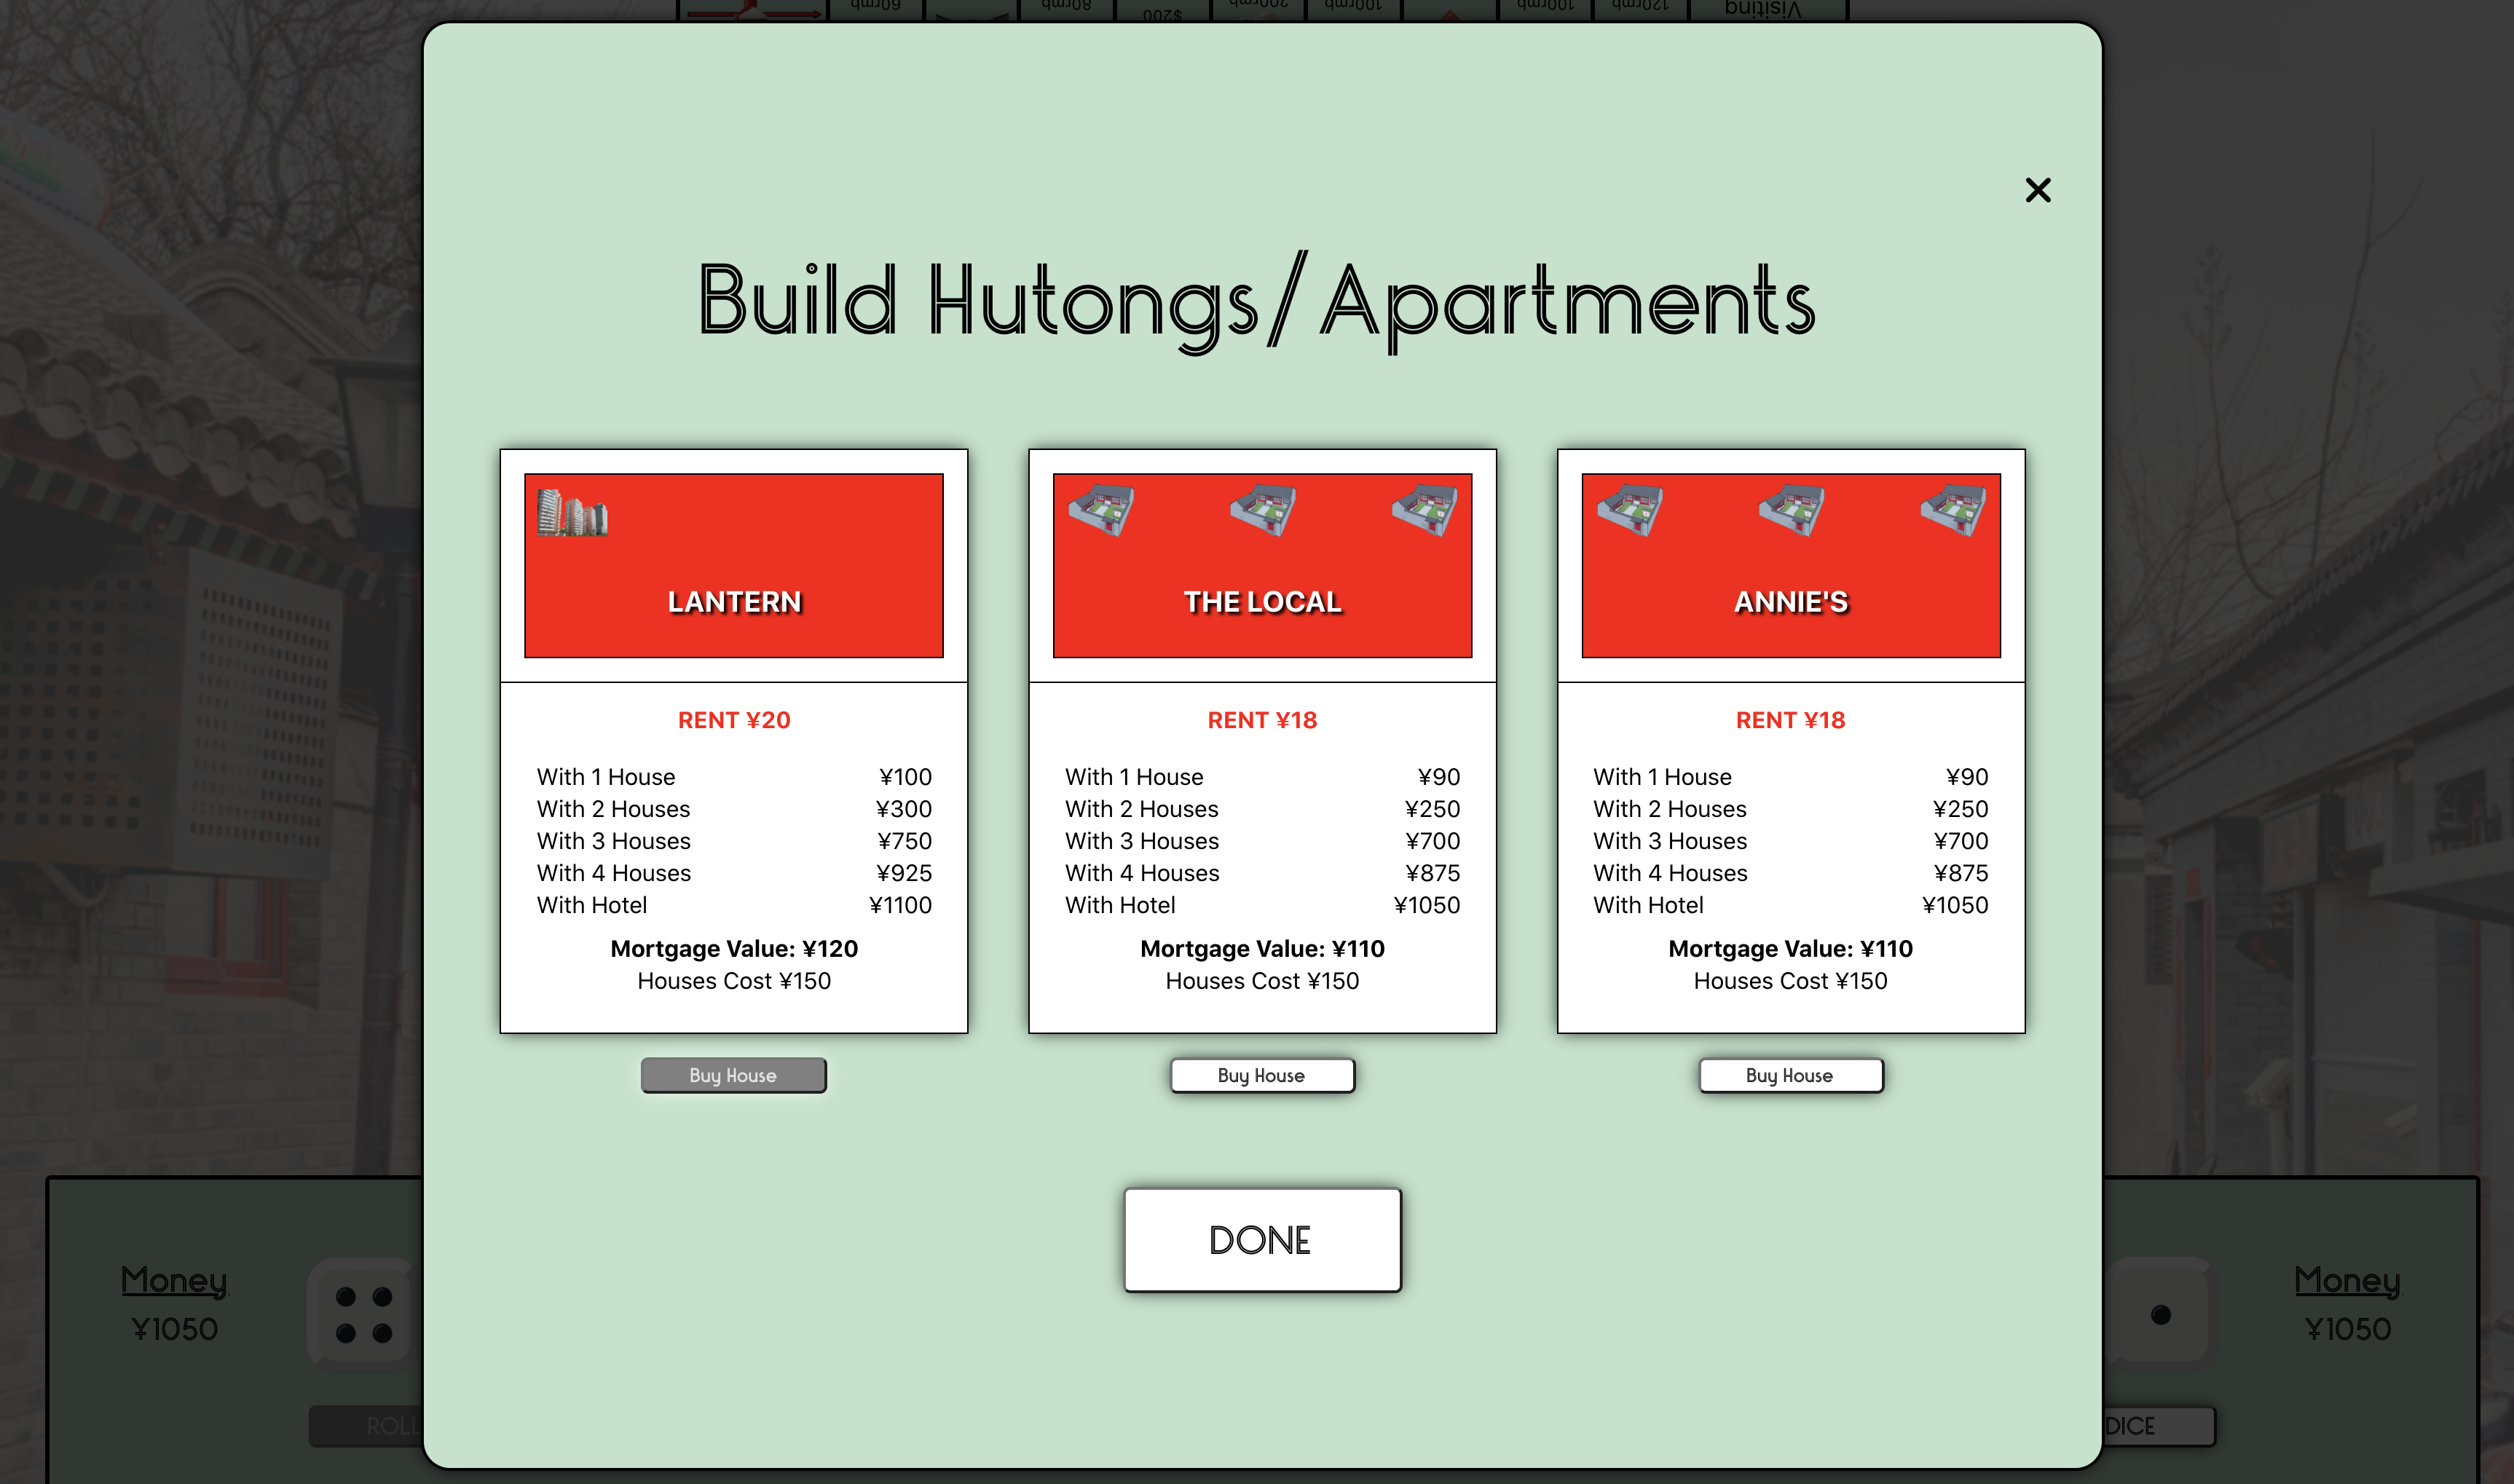 60rmb
80rmb
$200
200rmb
100rmb
100rmb
120rmb
Visiting
Build Hutongs/Apartments
LANTERN
RENT ¥20
With 1 House ¥100
With 2 Houses ¥300
With 3 Houses ¥750
With 4 Houses ¥925
With Hotel ¥1100
Mortgage Value: ¥120
Houses Cost ¥150
Buy House
THE LOCAL
RENT ¥18
With 1 House ¥90
With 2 Houses ¥250
With 3 Houses ¥700
With 4 Houses ¥875
With Hotel ¥1050
Mortgage Value: ¥110
Houses Cost ¥150
Buy House
ANNIE'S
RENT ¥18
With 1 House ¥90
With 2 Houses ¥250
With 3 Houses ¥700
With 4 Houses ¥875
With Hotel ¥1050
Mortgage Value: ¥110
Houses Cost ¥150
Buy House
DONE
Money
¥1050
ROLL
Money
¥1050
DICE